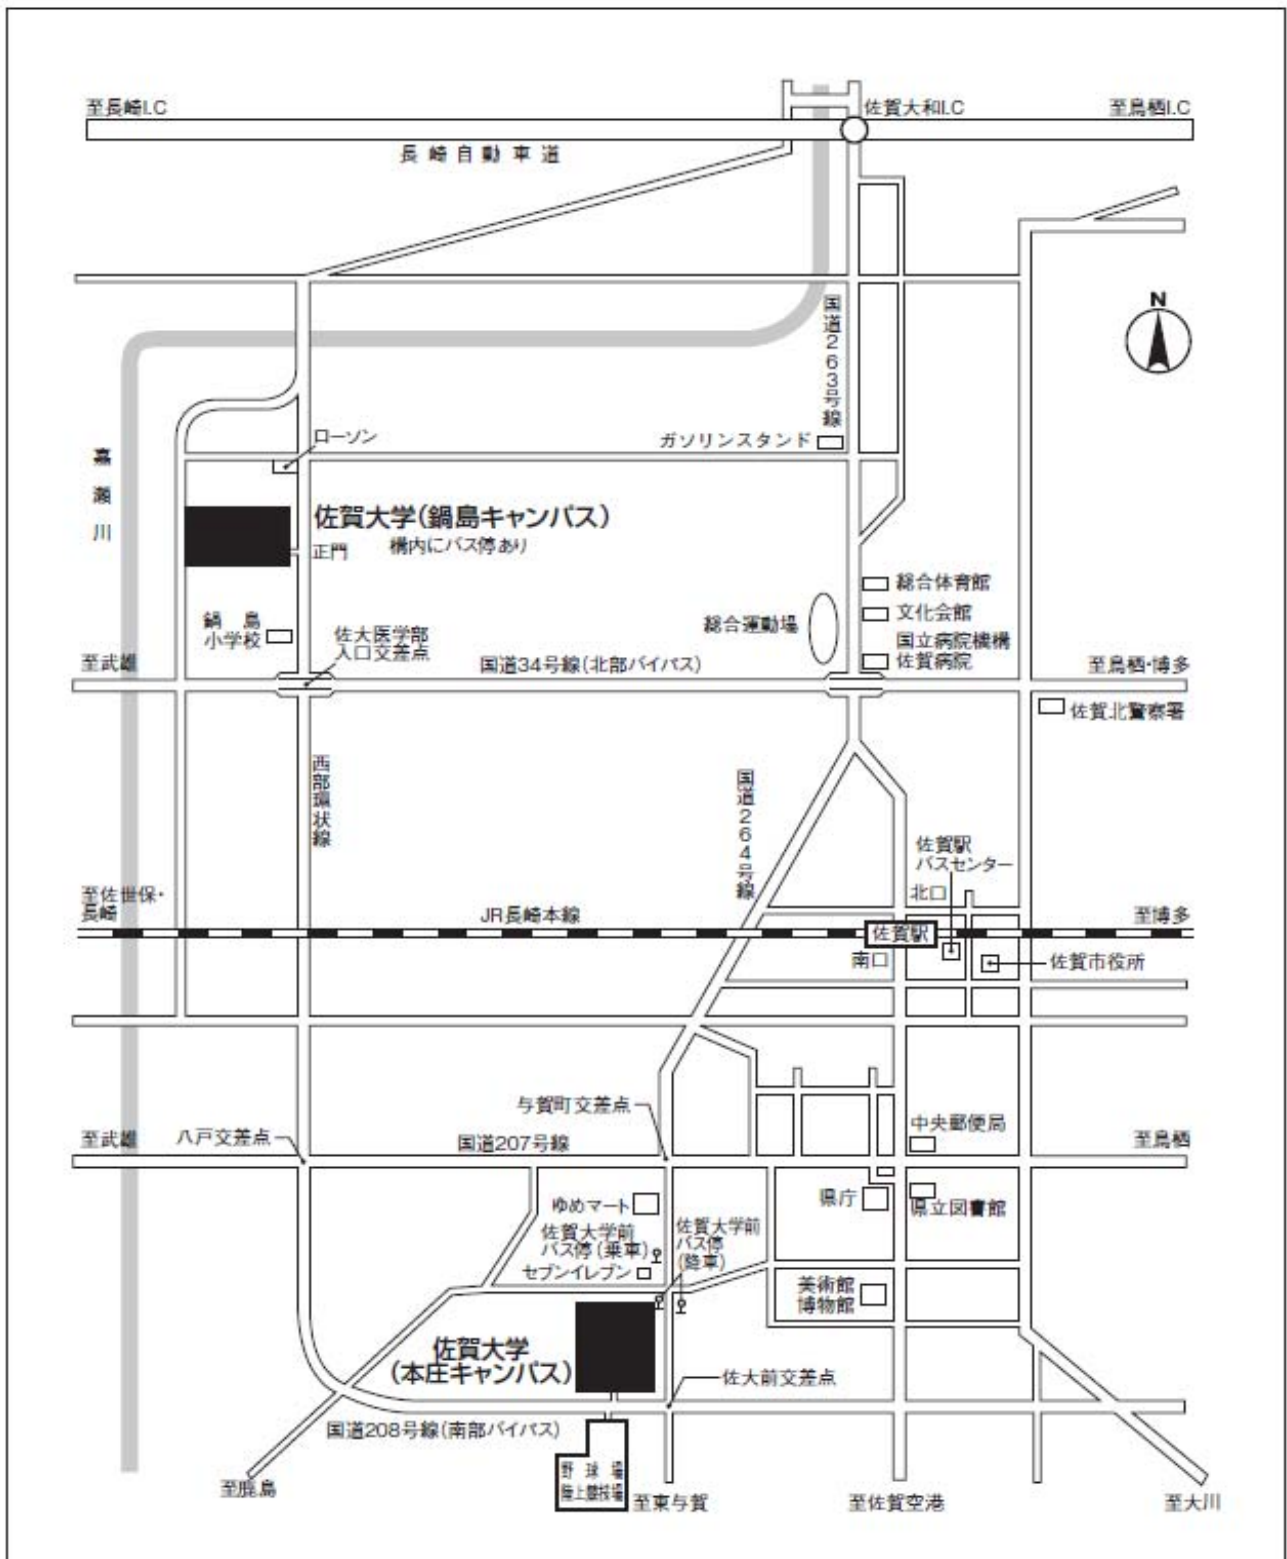 至長崎I.C
佐賀大和I.C
至鳥栖I.C
長崎自動車道
N
国道263号線
ローソン
ガソリンスタンド
嘉瀬川
佐賀大学(鍋島キャンパス)
正門
構内にバス停あり
総合体育館
文化会館
国立病院機構
佐賀病院
総合運動場
鍋島
小学校
佐大医学部
入口交差点
至武雄
国道34号線(北部バイパス)
至鳥栖・博多
佐賀北警察署
西部環状線
国道264号線
佐賀駅
バスセンター
北口
至佐世保・
長崎
JR長崎本線
佐賀駅
至博多
南口
佐賀市役所
与賀町交差点
中央郵便局
至武雄
八戸交差点
国道207号線
至鳥栖
ゆめマート
県庁
県立図書館
佐賀大学前
バス停(乗車)
佐賀大学前
バス停
(降車)
セブンイレブン
美術館
博物館
佐賀大学
(本庄キャンパス)
佐大前交差点
国道208号線(南部バイパス)
野球場
陸上競技場
至鹿島
至東与賀
至佐賀空港
至大川